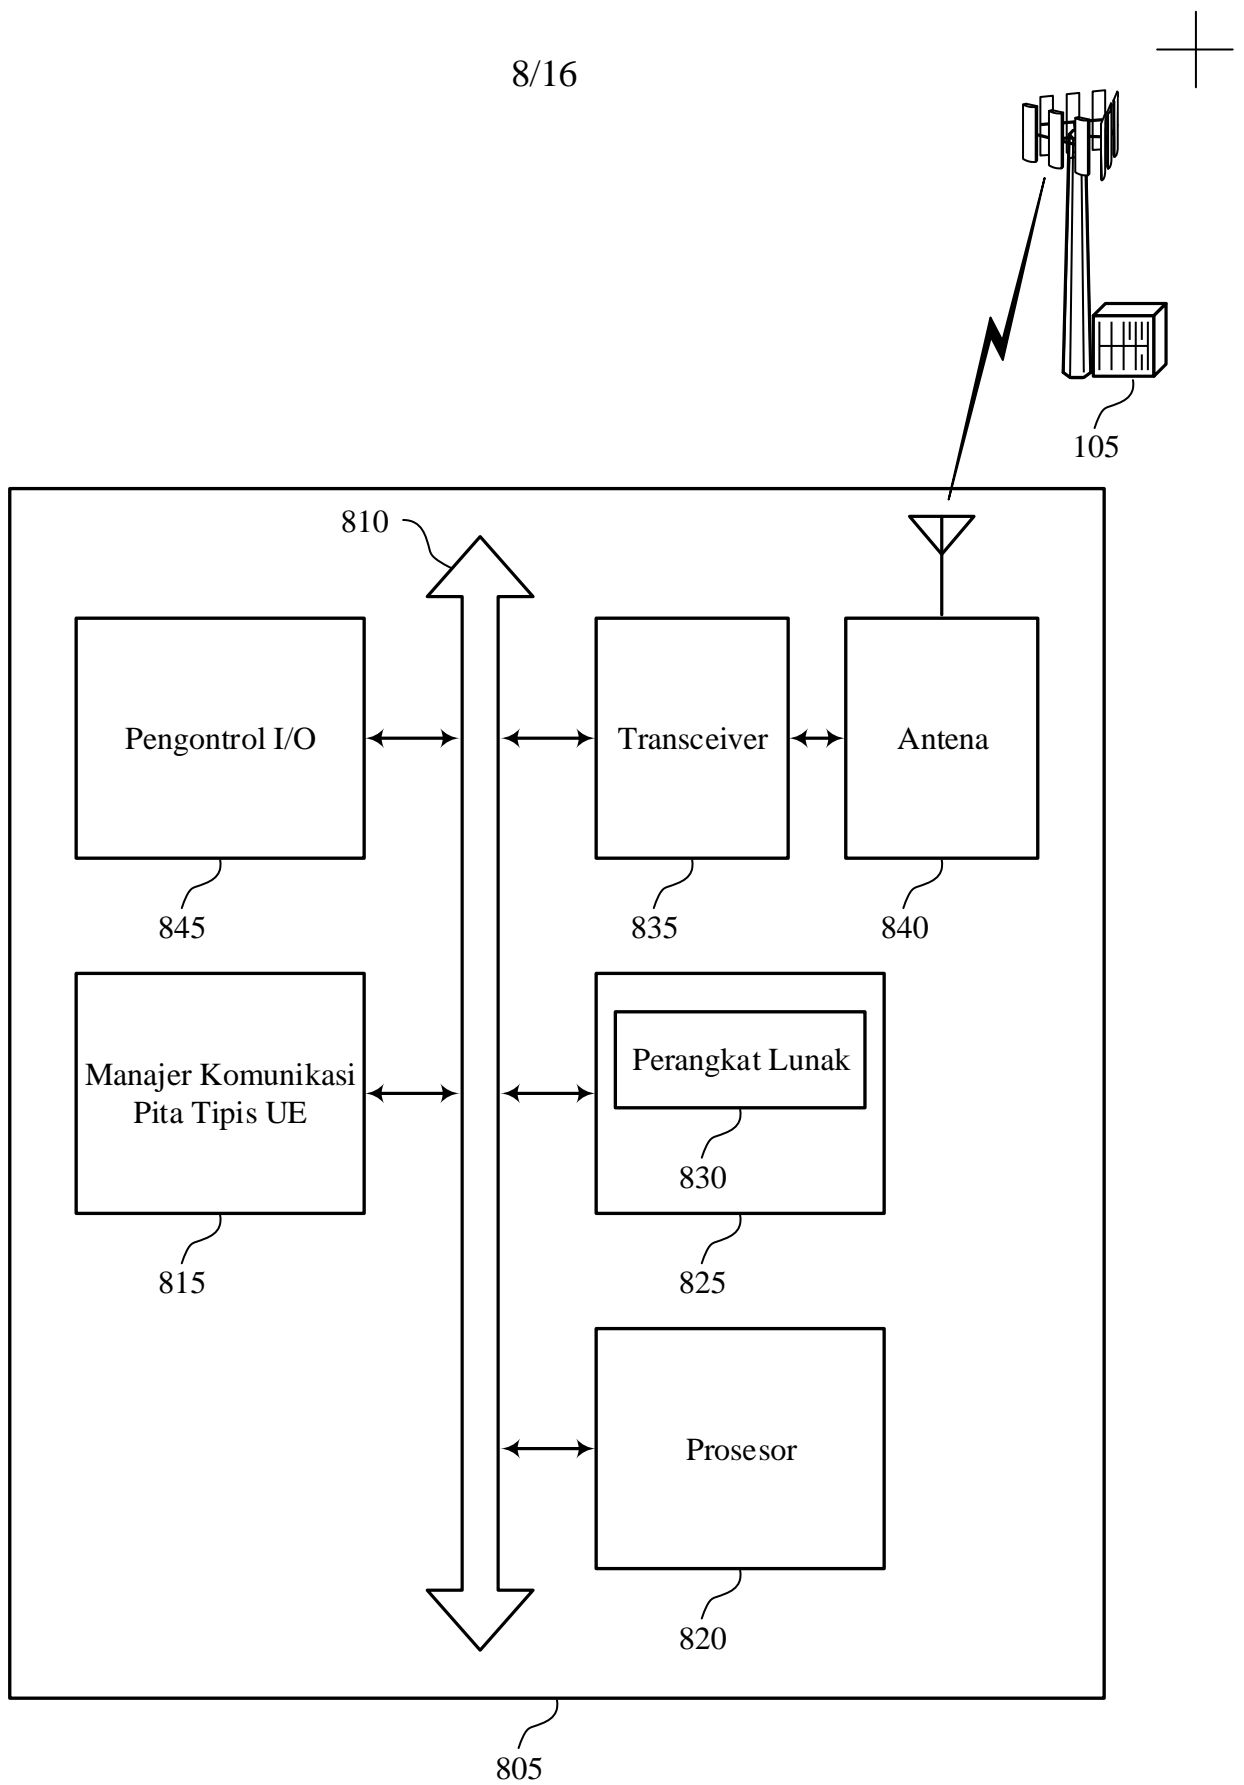 8/16
105
810
Pengontrol I/O
Transceiver
Antena
845
835
840
Manajer Komunikasi
Pita Tipis UE
Perangkat Lunak
830
815
825
Prosesor
820
805